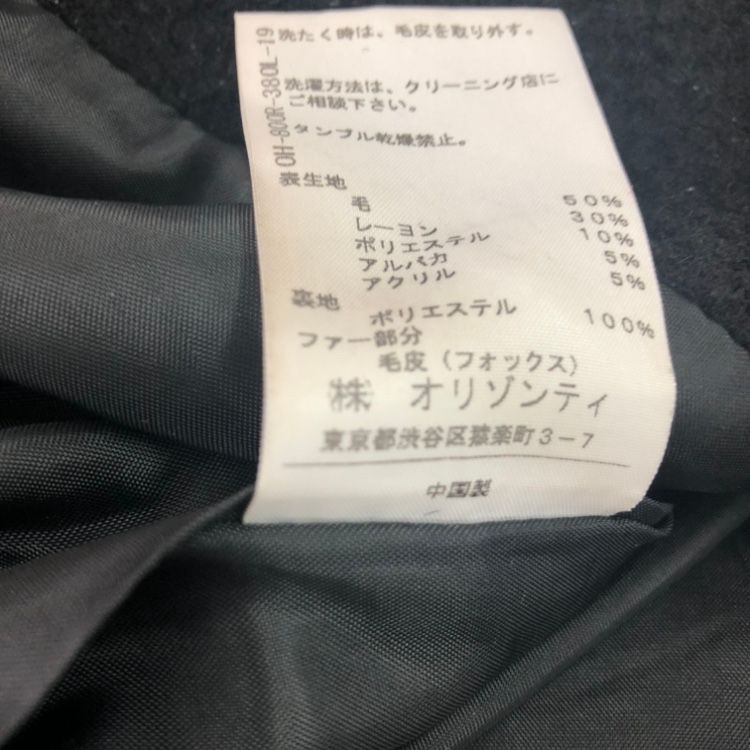 洗たく時は、毛皮を取り外す。
洗濯方法は、クリーニング店に
ご相談下さい。
タンブル乾燥禁止。
OH-800R-380L-19
表生地
毛 50%
レーヨン 30%
ポリエステル 10%
アルパカ 5%
アクリル 5%
裏地
ポリエステル 100%
ファー部分
毛皮(フォックス)
㈱ オリゾンティ
東京都渋谷区猿楽町3-7
中国製